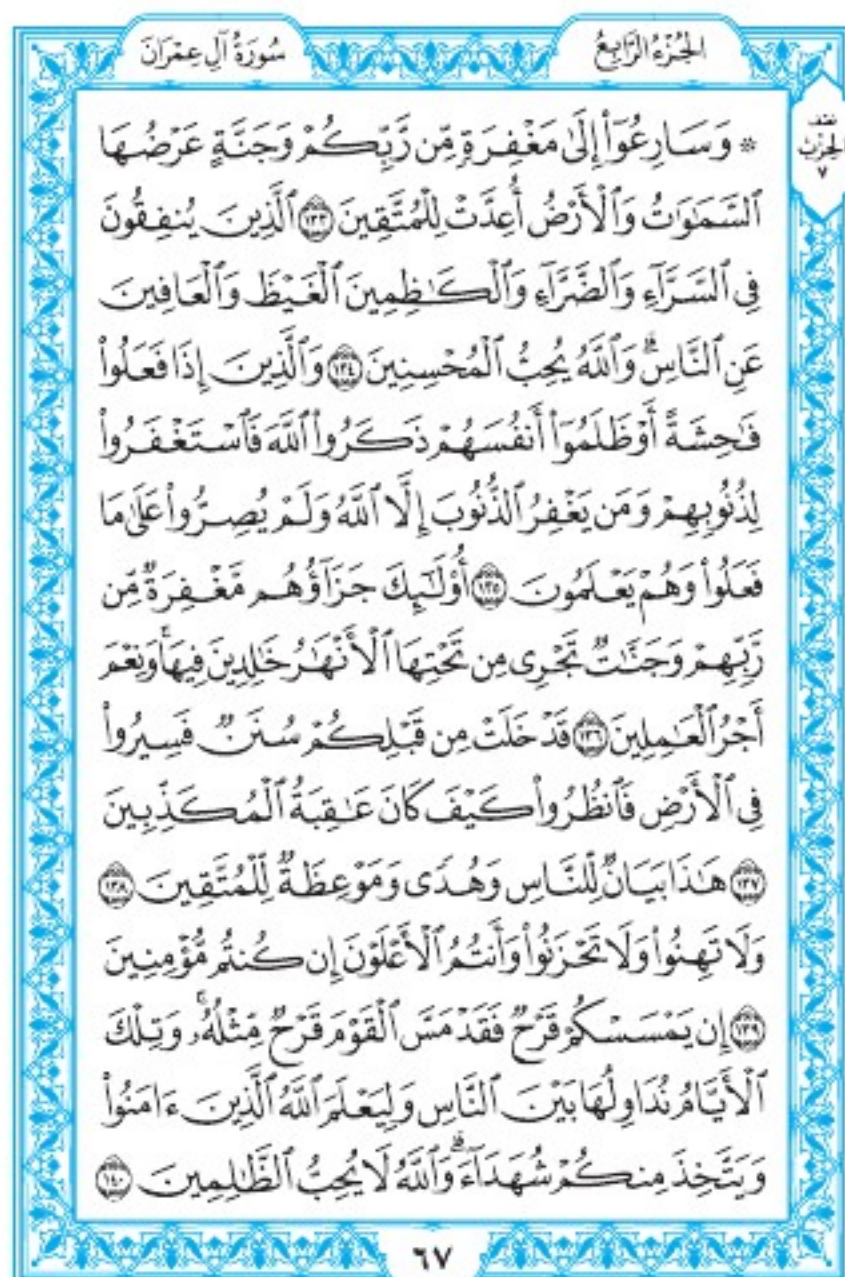 الجُزْءُ الرَّابِعُ
سُورَةُ آلِ عِمْرَانَ
نصف
الحِزْب
٧
۞ وَسَارِعُوٓاْ إِلَىٰ مَغْفِرَةٖ مِّن رَّبِّكُمْ وَجَنَّةٍ عَرْضُهَا
ٱلسَّمَٰوَٰتُ وَٱلْأَرْضُ أُعِدَّتْ لِلْمُتَّقِينَ ١٣٣ ٱلَّذِينَ يُنفِقُونَ
فِي ٱلسَّرَّآءِ وَٱلضَّرَّآءِ وَٱلْكَٰظِمِينَ ٱلْغَيْظَ وَٱلْعَافِينَ
عَنِ ٱلنَّاسِۗ وَٱللَّهُ يُحِبُّ ٱلْمُحْسِنِينَ ١٣٤ وَٱلَّذِينَ إِذَا فَعَلُواْ
فَٰحِشَةً أَوْ ظَلَمُوٓاْ أَنفُسَهُمْ ذَكَرُواْ ٱللَّهَ فَٱسْتَغْفَرُواْ
لِذُنُوبِهِمْ وَمَن يَغْفِرُ ٱلذُّنُوبَ إِلَّا ٱللَّهُ وَلَمْ يُصِرُّواْ عَلَىٰ مَا
فَعَلُواْ وَهُمْ يَعْلَمُونَ ١٣٥ أُوْلَٰٓئِكَ جَزَآؤُهُم مَّغْفِرَةٌ مِّن
رَّبِّهِمْ وَجَنَّٰتٌ تَجْرِي مِن تَحْتِهَا ٱلْأَنْهَٰرُ خَٰلِدِينَ فِيهَاۚ وَنِعْمَ
أَجْرُ ٱلْعَٰمِلِينَ ١٣٦ قَدْ خَلَتْ مِن قَبْلِكُمْ سُنَنٌ فَسِيرُواْ
فِي ٱلْأَرْضِ فَٱنظُرُواْ كَيْفَ كَانَ عَٰقِبَةُ ٱلْمُكَذِّبِينَ
١٣٧ هَٰذَا بَيَانٌ لِّلنَّاسِ وَهُدًى وَمَوْعِظَةٌ لِّلْمُتَّقِينَ ١٣٨
وَلَا تَهِنُواْ وَلَا تَحْزَنُواْ وَأَنتُمُ ٱلْأَعْلَوْنَ إِن كُنتُم مُّؤْمِنِينَ
١٣٩ إِن يَمْسَسْكُمْ قَرْحٌ فَقَدْ مَسَّ ٱلْقَوْمَ قَرْحٌ مِّثْلُهُۥۚ وَتِلْكَ
ٱلْأَيَّامُ نُدَاوِلُهَا بَيْنَ ٱلنَّاسِ وَلِيَعْلَمَ ٱللَّهُ ٱلَّذِينَ ءَامَنُواْ
وَيَتَّخِذَ مِنكُمْ شُهَدَآءَۗ وَٱللَّهُ لَا يُحِبُّ ٱلظَّٰلِمِينَ ١٤٠
٦٧